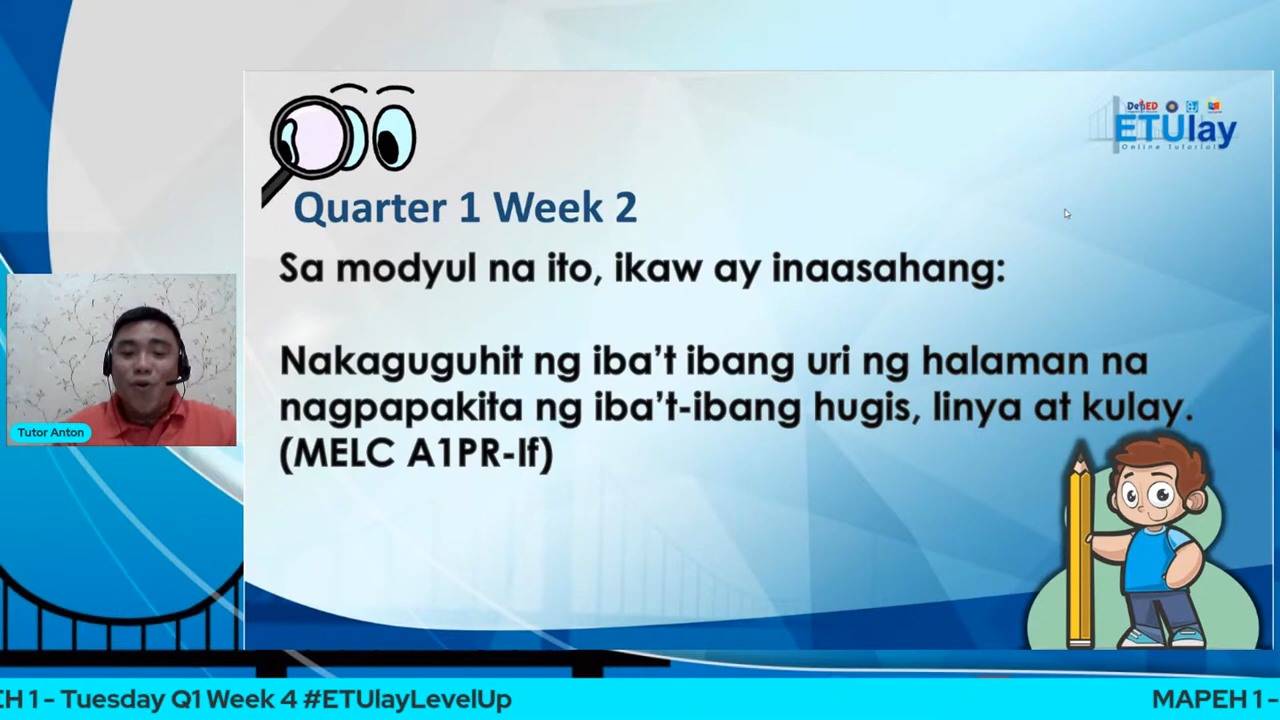 DepED
ETUlay
Online Tutorial
Quarter 1 Week 2
Sa modyul na ito, ikaw ay inaasahang:
Nakaguguhit ng iba't ibang uri ng halaman na
nagpapakita ng iba't-ibang hugis, linya at kulay.
(MELC A1PR-If)
Tutor Anton
EH 1 - Tuesday Q1 Week 4 #ETUlayLevelUp
MAPEH 1 -